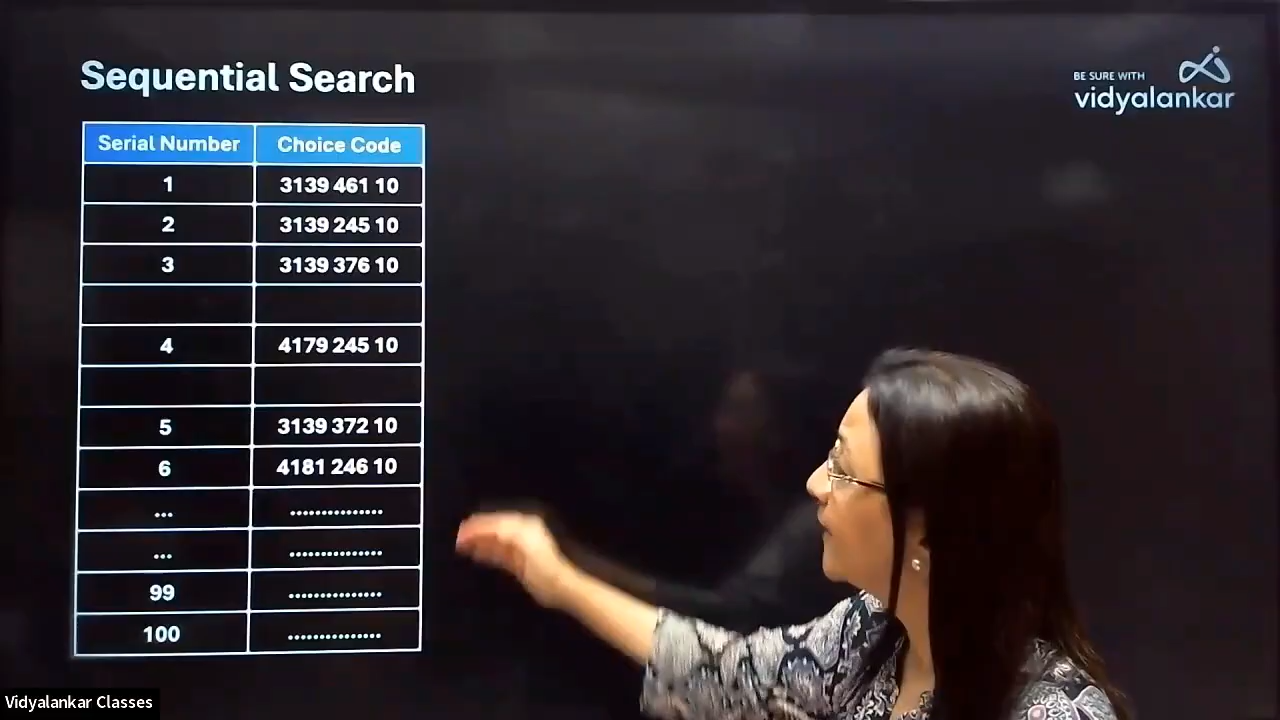 Sequential Search
BE SURE WITH
vidyalankar
Serial Number Choice Code
1 3139 461 10
2 3139 245 10
3 3139 376 10
4 4179 245 10
5 3139 372 10
6 4181 246 10
... ...............
... ...............
99 ...............
100 ...............
Vidyalankar Classes